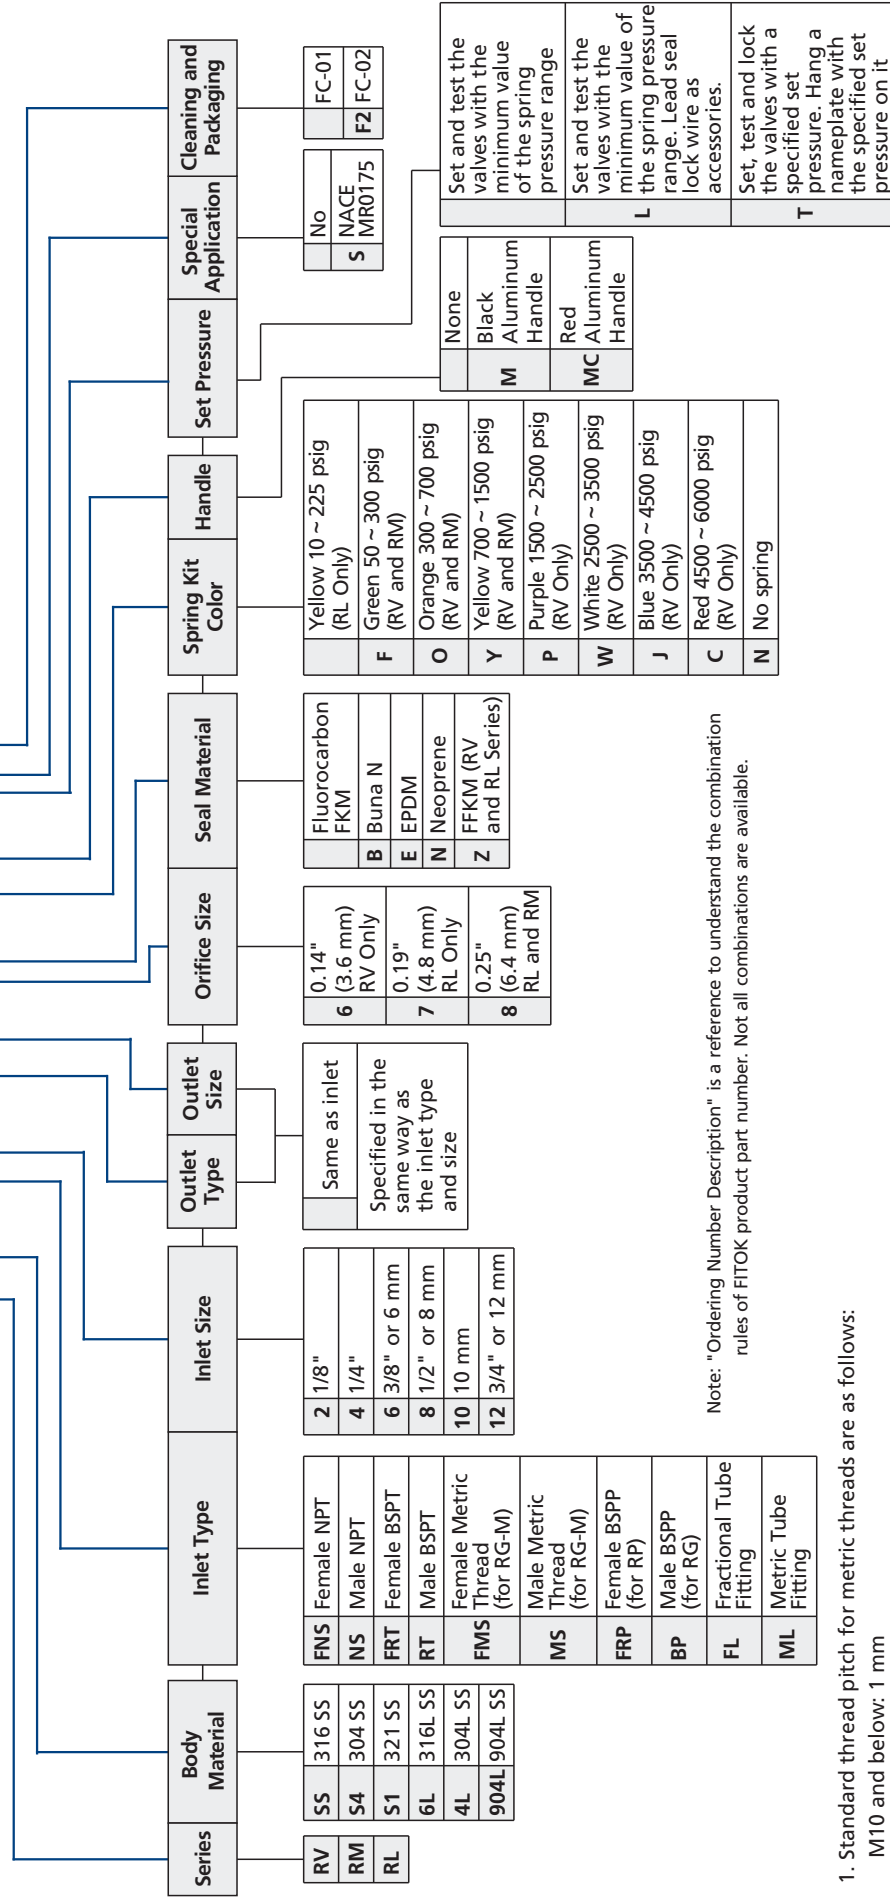 Series
Body
Material
Inlet Type
Inlet Size
Outlet
Type
Outlet
Size
Orifice Size
Seal Material
Spring Kit
Color
Handle
Set Pressure
Special
Application
Cleaning and
Packaging
RV
RM
RL
SS 316 SS
S4 304 SS
S1 321 SS
6L 316L SS
4L 304L SS
904L 904L SS
FNS Female NPT
NS Male NPT
FRT Female BSPT
RT Male BSPT
FMS Female Metric
Thread
(for RG-M)
MS Male Metric
Thread
(for RG-M)
FRP Female BSPP
(for RP)
BP Male BSPP
(for RG)
FL Fractional Tube
Fitting
ML Metric Tube
Fitting
2 1/8"
4 1/4"
6 3/8" or 6 mm
8 1/2" or 8 mm
10 10 mm
12 3/4" or 12 mm
Same as inlet
Specified in the
same way as
the inlet type
and size
6 0.14"
(3.6 mm)
RV Only
7 0.19"
(4.8 mm)
RL Only
8 0.25"
(6.4 mm)
RL and RM
Fluorocarbon
FKM
B Buna N
E EPDM
N Neoprene
Z FFKM (RV
and RL Series)
Yellow 10 ~ 225 psig
(RL Only)
F Green 50 ~ 300 psig
(RV and RM)
O Orange 300 ~ 700 psig
(RV and RM)
Y Yellow 700 ~ 1500 psig
(RV and RM)
P Purple 1500 ~ 2500 psig
(RV Only)
W White 2500 ~ 3500 psig
(RV Only)
J Blue 3500 ~ 4500 psig
(RV Only)
C Red 4500 ~ 6000 psig
(RV Only)
N No spring
None
M Black
Aluminum
Handle
MC Red
Aluminum
Handle
Set and test the
valves with the
minimum value
of the spring
pressure range
L Set and test the
valves with the
minimum value of
the spring pressure
range. Lead seal
lock wire as
accessories.
T Set, test and lock
the valves with a
specified set
pressure. Hang a
nameplate with
the specified set
pressure on it
No
S NACE
MR0175
FC-01
F2 FC-02
Note: "Ordering Number Description" is a reference to understand the combination
rules of FITOK product part number. Not all combinations are available.
1. Standard thread pitch for metric threads are as follows:
M10 and below: 1 mm